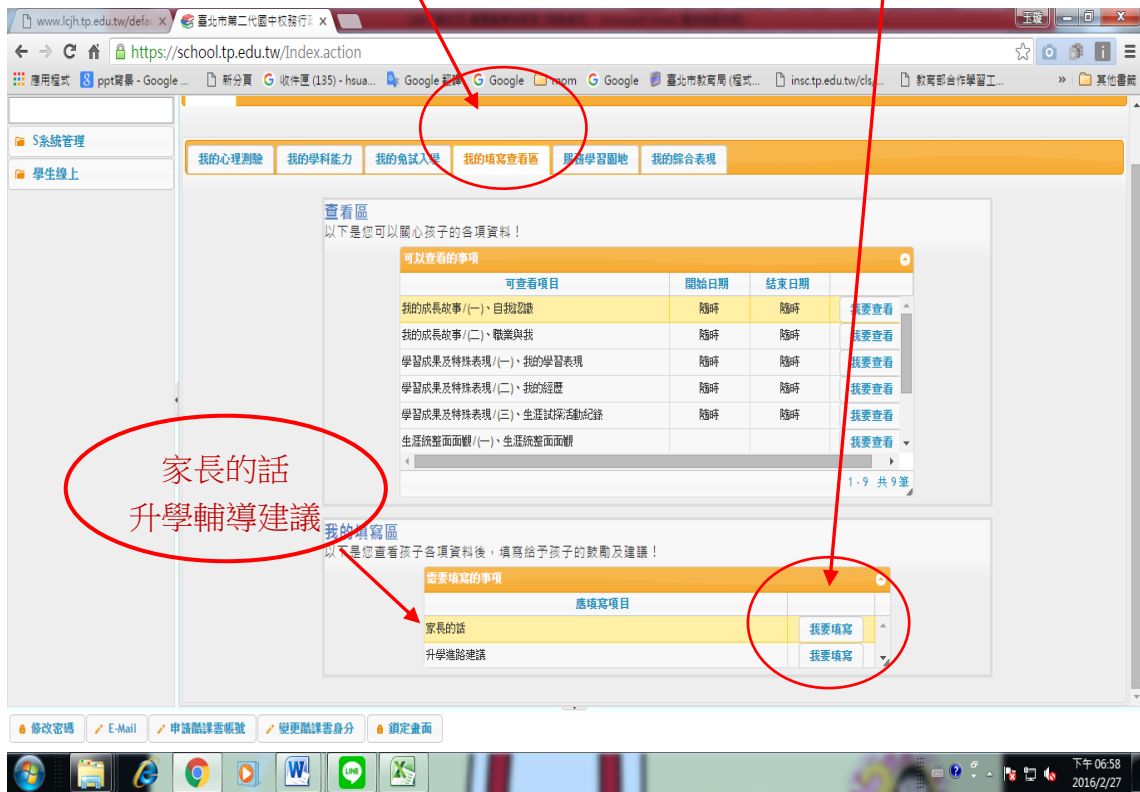 www.lcjh.tp.edu.tw/defa
臺北市第二代國中校務行政
王璇
https://school.tp.edu.tw/Index.action
應用程式
ppt背景 - Google ...
新分頁
收件匣 (135) - hsua...
Google 翻譯
Google
mom
Google
臺北市教育局 (程式...
insc.tp.edu.tw/cls/...
教育部合作學習工...
»
其他書籤
S系統管理
學生線上
我的心理測驗 我的學科能力 我的免試入學 我的填寫查看區 服務學習園地 我的綜合表現
查看區
以下是您可以關心孩子的各項資料!
可以查看的事項
可查看項目 開始日期 結束日期
我的成長故事/(一)、自我認識 隨時 隨時 我要查看
我的成長故事/(二)、職業與我 隨時 隨時 我要查看
學習成果及特殊表現/(一)、我的學習表現 隨時 隨時 我要查看
學習成果及特殊表現/(二)、我的經歷 隨時 隨時 我要查看
學習成果及特殊表現/(三)、生涯試探活動紀錄 隨時 隨時 我要查看
生涯統整面面觀/(一)、生涯統整面面觀 我要查看
1 - 9 共 9 筆
家長的話
升學輔導建議
我的填寫區
以下是您查看孩子各項資料後,填寫給予孩子的鼓勵及建議!
需要填寫的事項
應填寫項目
家長的話 我要填寫
升學進路建議 我要填寫
修改密碼 E-Mail 申請酷課雲帳號 變更酷課雲身分 鎖定畫面
LINE
下午 06:58
2016/2/27